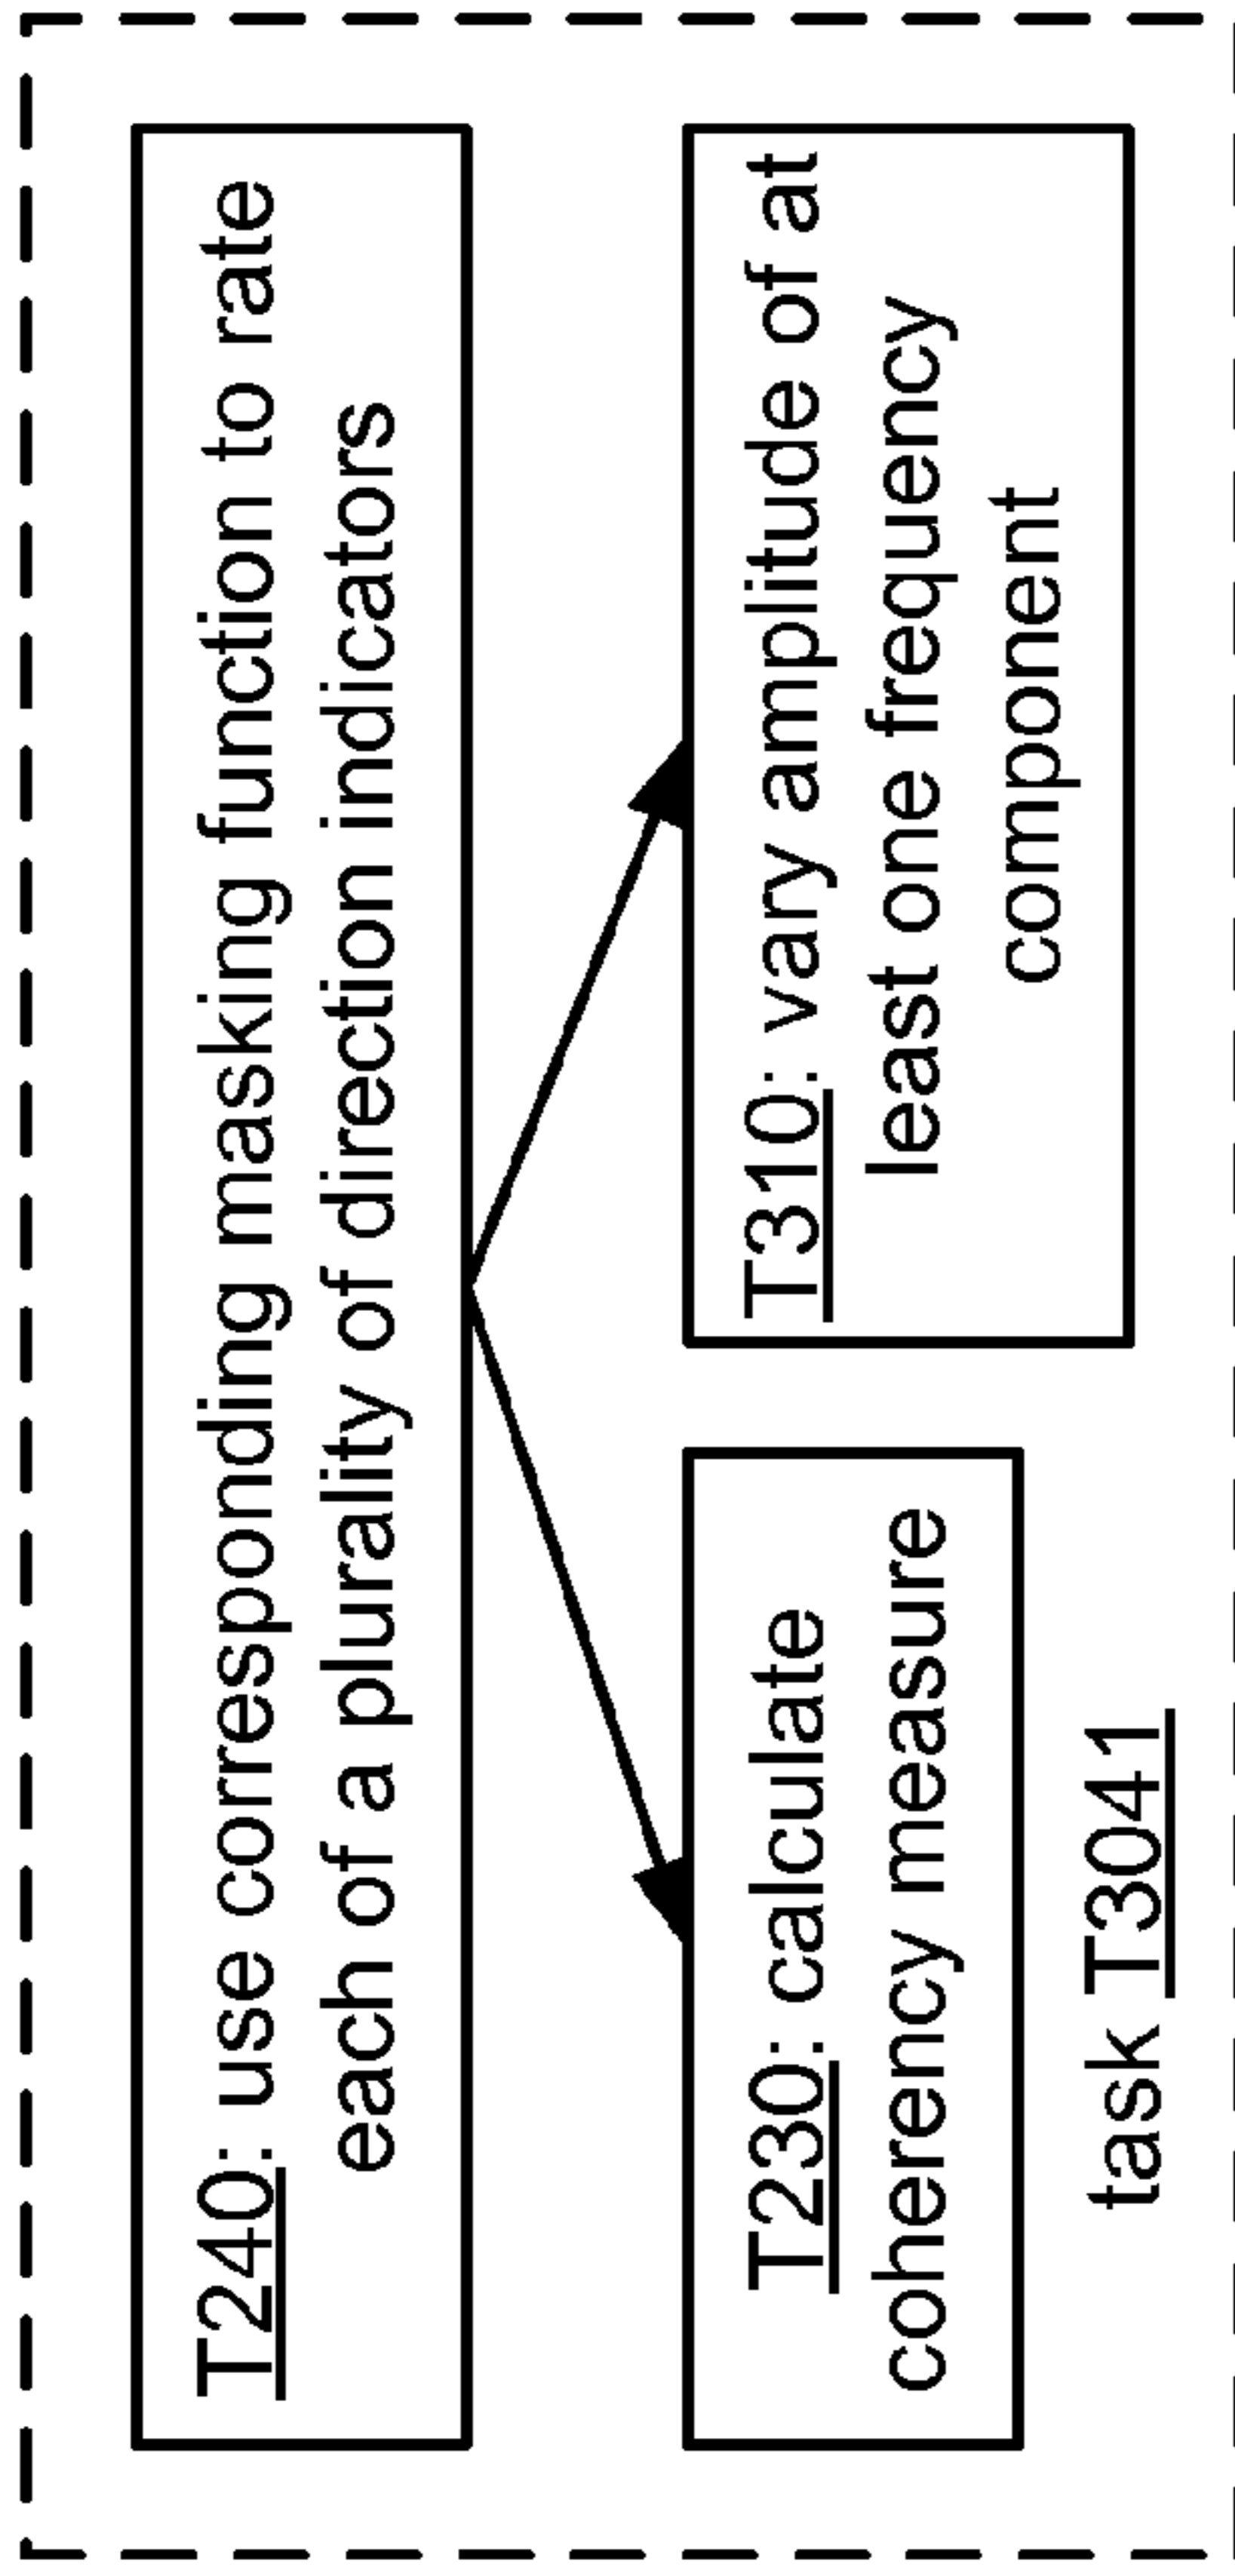 T240: use corresponding masking function to rate
each of a plurality of direction indicators
T230: calculate
coherency measure
T310: vary amplitude of at
least one frequency
component
task T3041